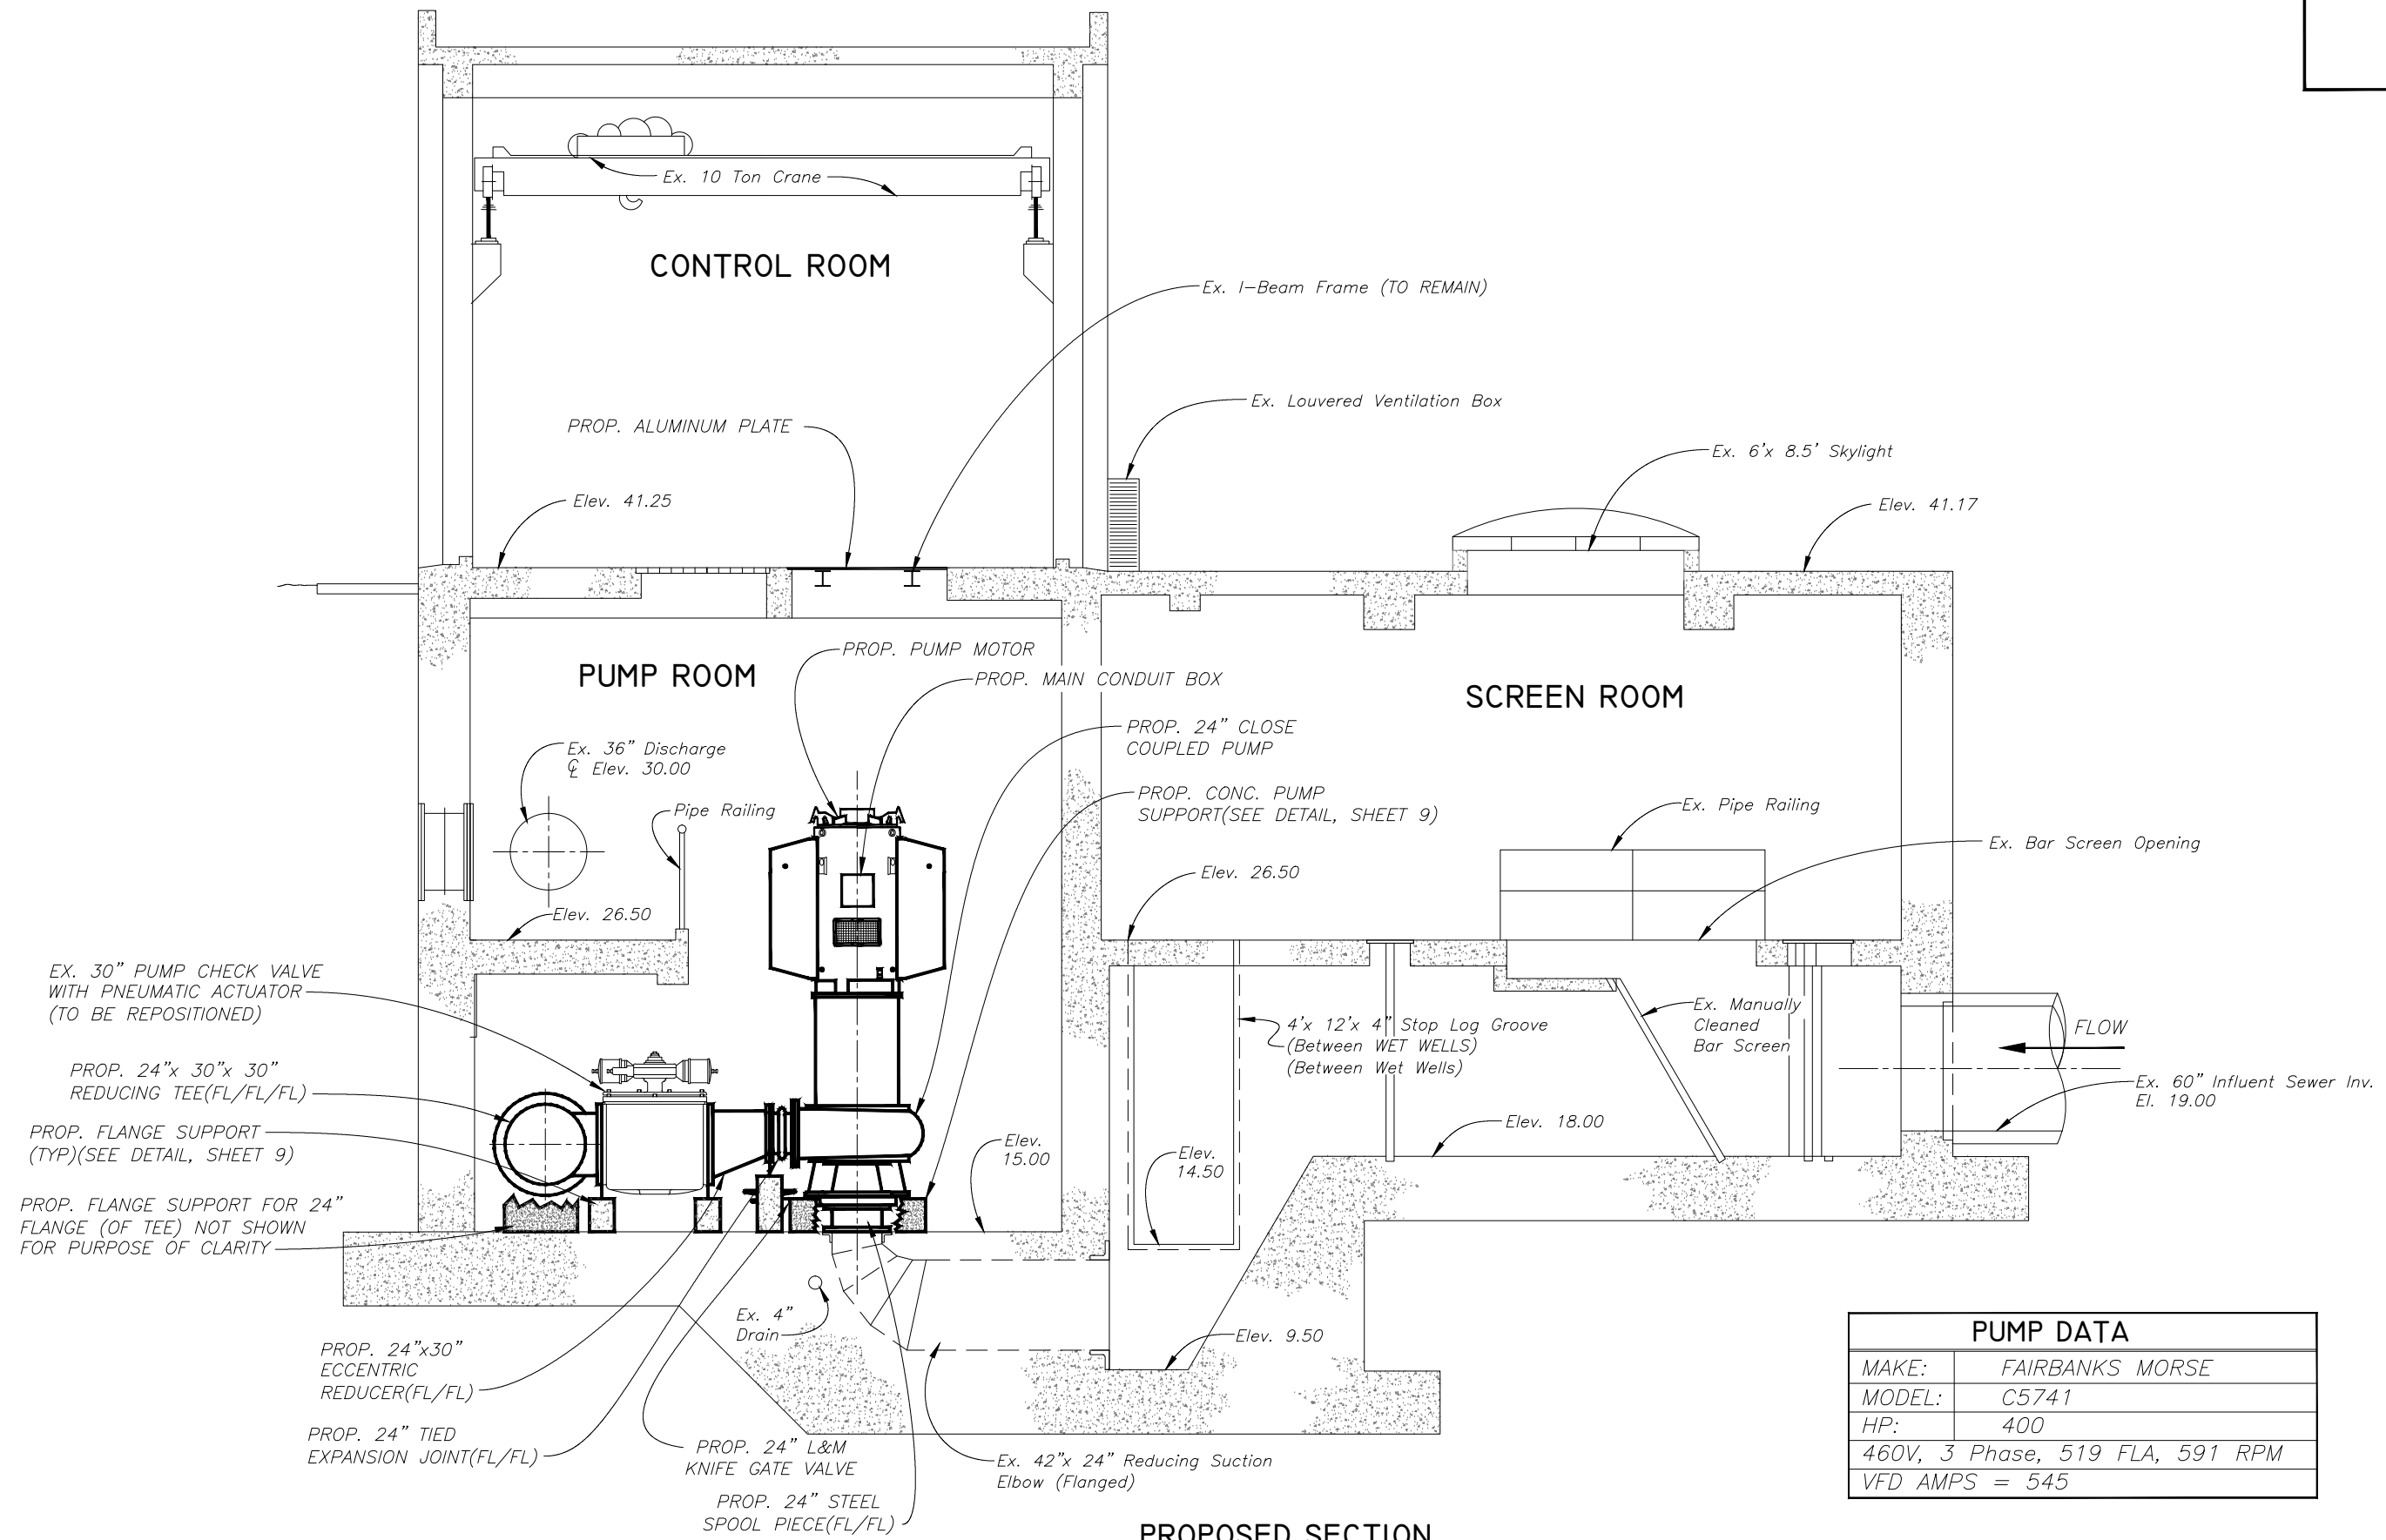 Ex. 10 Ton Crane
CONTROL ROOM
Ex. I-Beam Frame (TO REMAIN)
Ex. Louvered Ventilation Box
PROP. ALUMINUM PLATE
Ex. 6'x 8.5' Skylight
Elev. 41.25
Elev. 41.17
PUMP ROOM
PROP. PUMP MOTOR
PROP. MAIN CONDUIT BOX
SCREEN ROOM
PROP. 24" CLOSE
COUPLED PUMP
Ex. 36" Discharge
℄ Elev. 30.00
PROP. CONC. PUMP
SUPPORT(SEE DETAIL, SHEET 9)
Pipe Railing
Ex. Pipe Railing
Ex. Bar Screen Opening
Elev. 26.50
Elev. 26.50
EX. 30" PUMP CHECK VALVE
WITH PNEUMATIC ACTUATOR
(TO BE REPOSITIONED)
4'x 12'x 4" Stop Log Groove
(Between WET WELLS)
(Between Wet Wells)
Ex. Manually
Cleaned
Bar Screen
FLOW
PROP. 24"x 30"x 30"
REDUCING TEE(FL/FL/FL)
Ex. 60" Influent Sewer Inv.
El. 19.00
PROP. FLANGE SUPPORT
(TYP)(SEE DETAIL, SHEET 9)
Elev.
15.00
Elev.
14.50
Elev. 18.00
PROP. FLANGE SUPPORT FOR 24"
FLANGE (OF TEE) NOT SHOWN
FOR PURPOSE OF CLARITY
Ex. 4"
Drain
Elev. 9.50
PROP. 24"x30"
ECCENTRIC
REDUCER(FL/FL)
PROP. 24" TIED
EXPANSION JOINT(FL/FL)
PROP. 24" L&M
KNIFE GATE VALVE
Ex. 42"x 24" Reducing Suction
Elbow (Flanged)
PROP. 24" STEEL
SPOOL PIECE(FL/FL)
PUMP DATA
MAKE: FAIRBANKS MORSE
MODEL: C5741
HP: 400
460V, 3 Phase, 519 FLA, 591 RPM
VFD AMPS = 545
PROPOSED SECTION